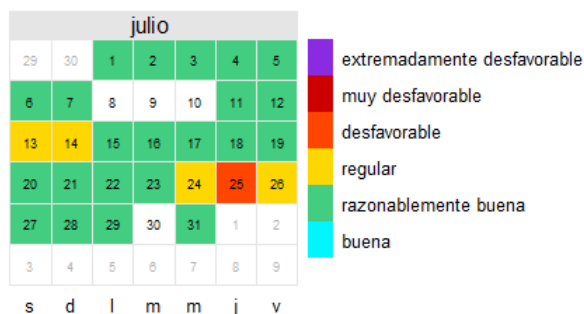 julio
29 30 1 2 3 4 5
6 7 8 9 10 11 12
13 14 15 16 17 18 19
20 21 22 23 24 25 26
27 28 29 30 31 1 2
3 4 5 6 7 8 9
s d l m m j v
extremadamente desfavorable
muy desfavorable
desfavorable
regular
razonablemente buena
buena